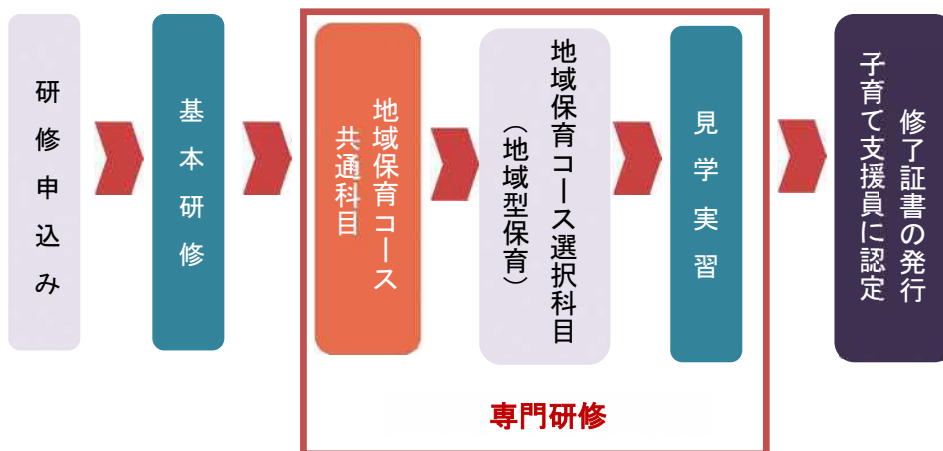 研修申込み
基本研修
地域保育コース
共通科目
地域保育コース選択科目
（地域型保育）
見学実習
修了証書の発行
子育て支援員に認定
専門研修